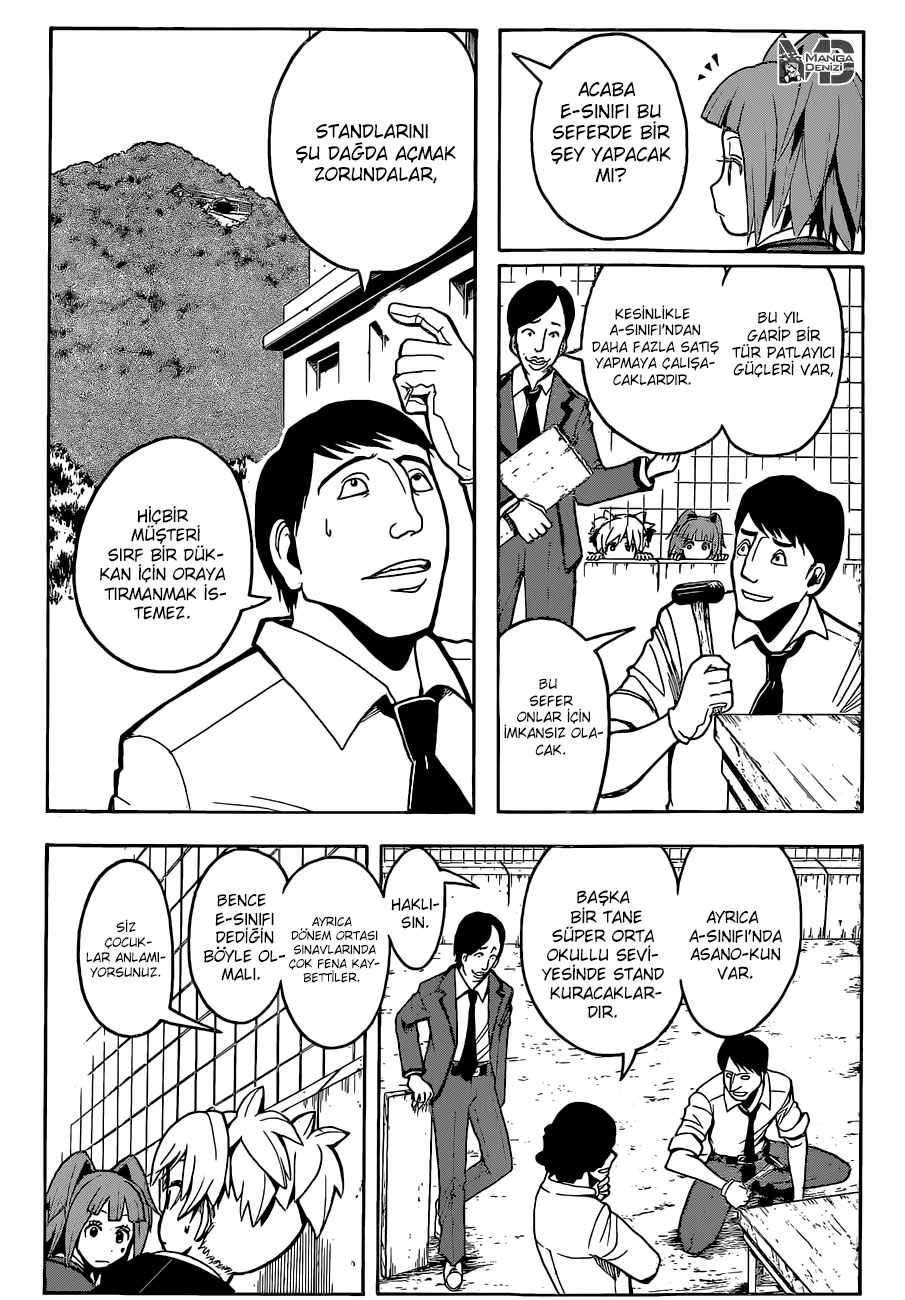 MD
MANGA
DENİZİ.com
ACABA
E-SINIFI BU
SEFERDE BİR
ŞEY YAPACAK
MI?
BU YIL
GARİP BİR
TÜR PATLAYICI
GÜÇLERİ VAR,
KESİNLİKLE
A-SINIFI'NDAN
DAHA FAZLA SATIŞ
YAPMAYA ÇALIŞA-
CAKLARDIR.
BU
SEFER
ONLAR İÇİN
İMKANSIZ OLA-
CAK.
STANDLARINI
ŞU DAĞDA AÇMAK
ZORUNDALAR,
HİÇBİR
MÜŞTERİ
SIRF BİR DÜK-
KAN İÇİN ORAYA
TIRMANMAK İS-
TEMEZ.
AYRICA
A-SINIFI'NDA
ASANO-KUN
VAR.
BAŞKA
BİR TANE
SÜPER ORTA
OKULLU SEVİ-
YESİNDE STAND
KURACAKLAR-
DIR.
HAKLI-
SIN.
AYRICA
DÖNEM ORTASI
SINAVLARINDA
ÇOK FENA KAY-
BETTİLER.
BENCE
E-SINIFI
DEDİĞİN
BÖYLE OL-
MALI.
SİZ
ÇOCUK-
LAR ANLAMI-
YORSUNUZ.